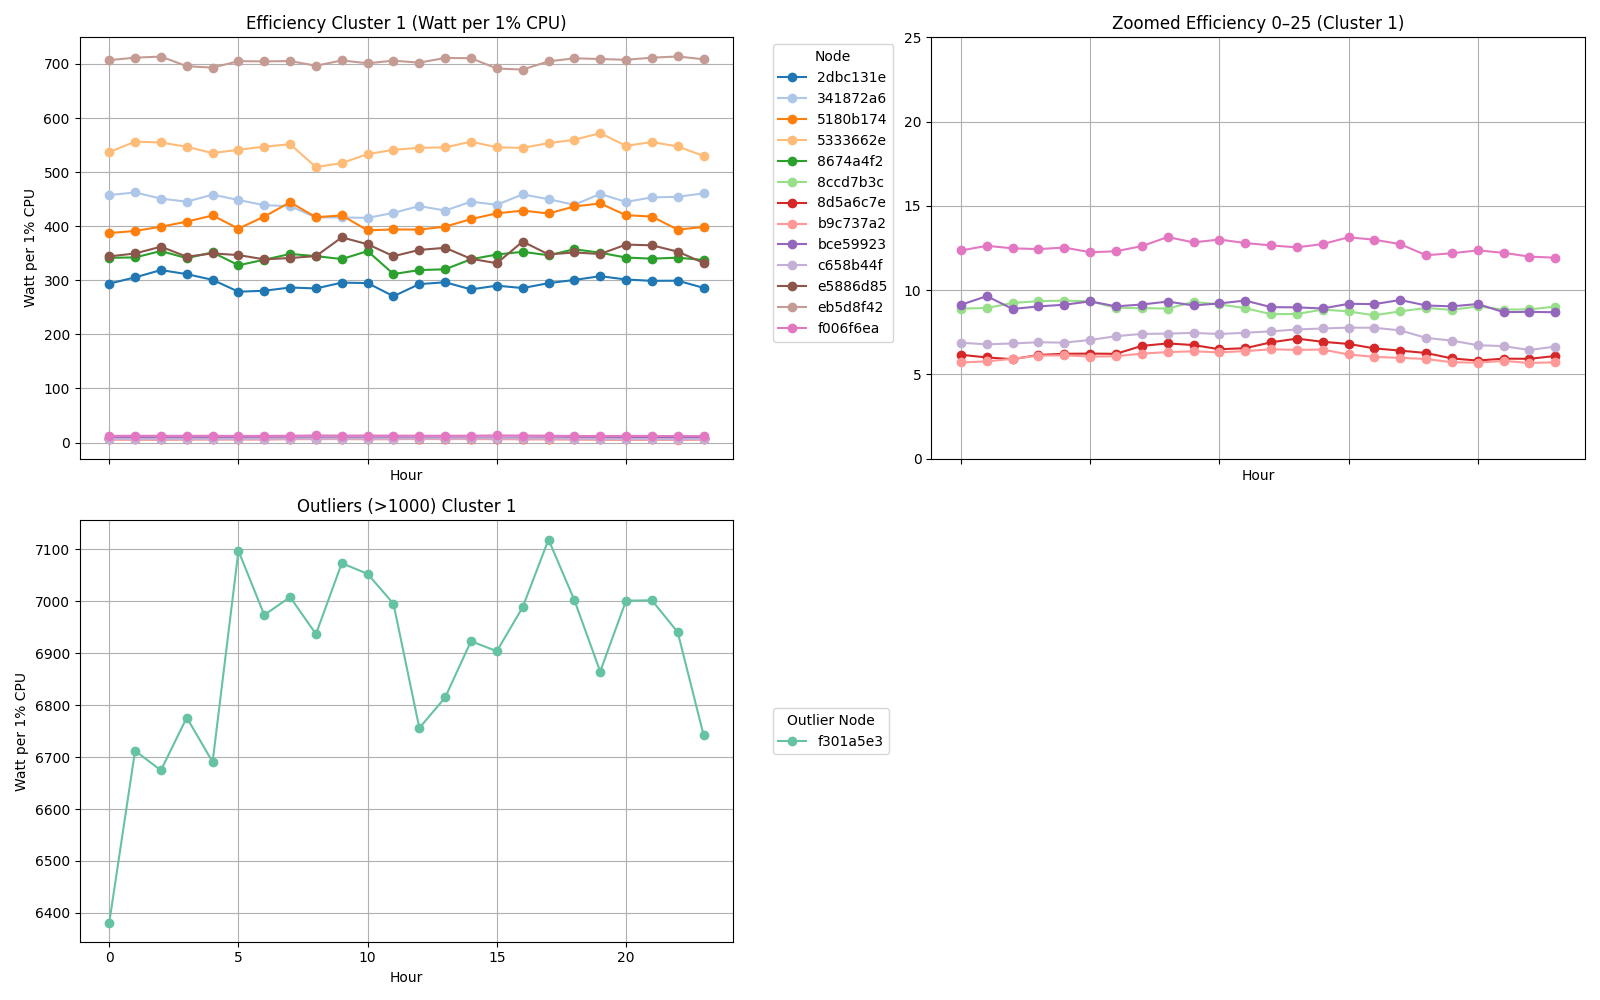 Efficiency Cluster 1 (Watt per 1% CPU)
Watt per 1% CPU
700
600
500
400
300
200
100
0
Hour
Node
2dbc131e
341872a6
5180b174
5333662e
8674a4f2
8ccd7b3c
8d5a6c7e
b9c737a2
bce59923
c658b44f
e5886d85
eb5d8f42
f006f6ea
Zoomed Efficiency 0–25 (Cluster 1)
25
20
15
10
5
0
Hour
Outliers (>1000) Cluster 1
Watt per 1% CPU
7100
7000
6900
6800
6700
6600
6500
6400
0 5 10 15 20
Hour
Outlier Node
f301a5e3